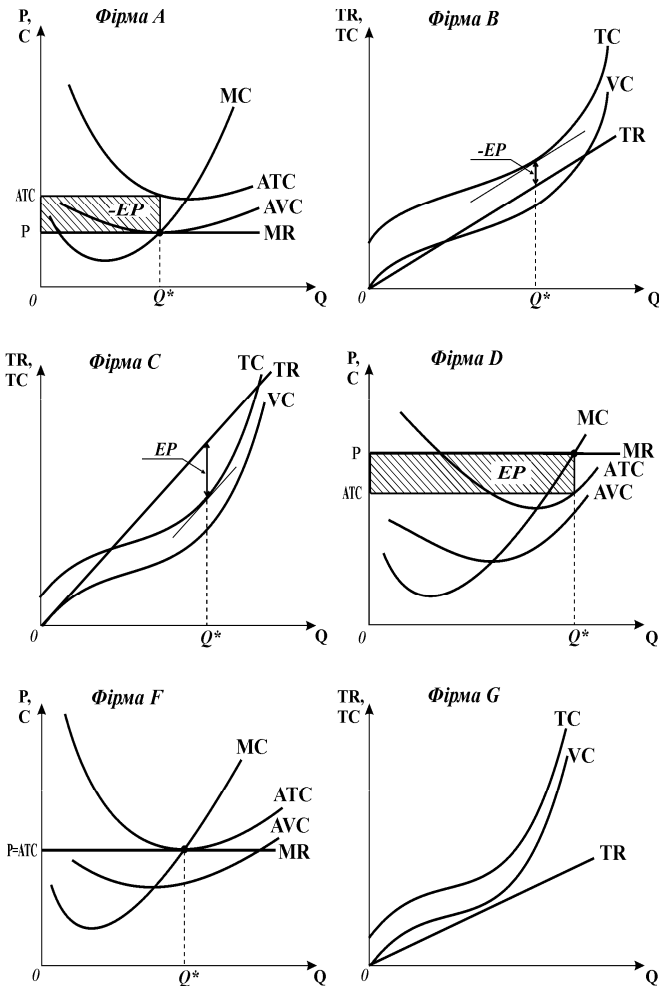 P,
C
Фірма A
MC
ATC
ATC
-EP
AVC
P
MR
0
Q*
Q
TR,
TC
Фірма B
TC
VC
TR
-EP
0
Q*
Q
TR,
TC
Фірма C
TC
TR
VC
EP
0
Q*
Q
P,
C
Фірма D
MC
P
MR
EP
ATC
ATC
AVC
0
Q*
Q
P,
C
Фірма F
MC
ATC
AVC
P=ATC
MR
0
Q*
Q
TR,
TC
Фірма G
TC
VC
TR
0
Q